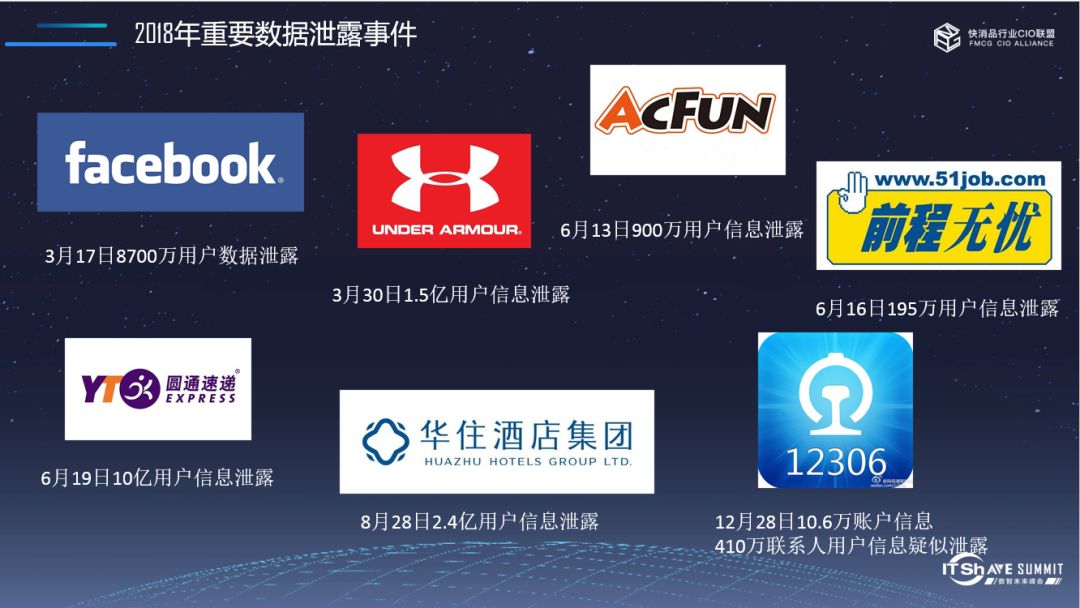 2018年重要数据泄露事件
快消品行业CIO联盟
FMCG CIO ALLIANCE
facebook
3月17日8700万用户数据泄露
UNDER ARMOUR
3月30日1.5亿用户信息泄露
ACFUN
6月13日900万用户信息泄露
www.51job.com
前程无忧
6月16日195万用户信息泄露
YTO 圆通速递
EXPRESS
6月19日10亿用户信息泄露
华住酒店集团
HUAZHU HOTELS GROUP LTD.
8月28日2.4亿用户信息泄露
12306
12月28日10.6万账户信息
410万联系人用户信息疑似泄露
ITShAVE SUMMIT
数智未来峰会